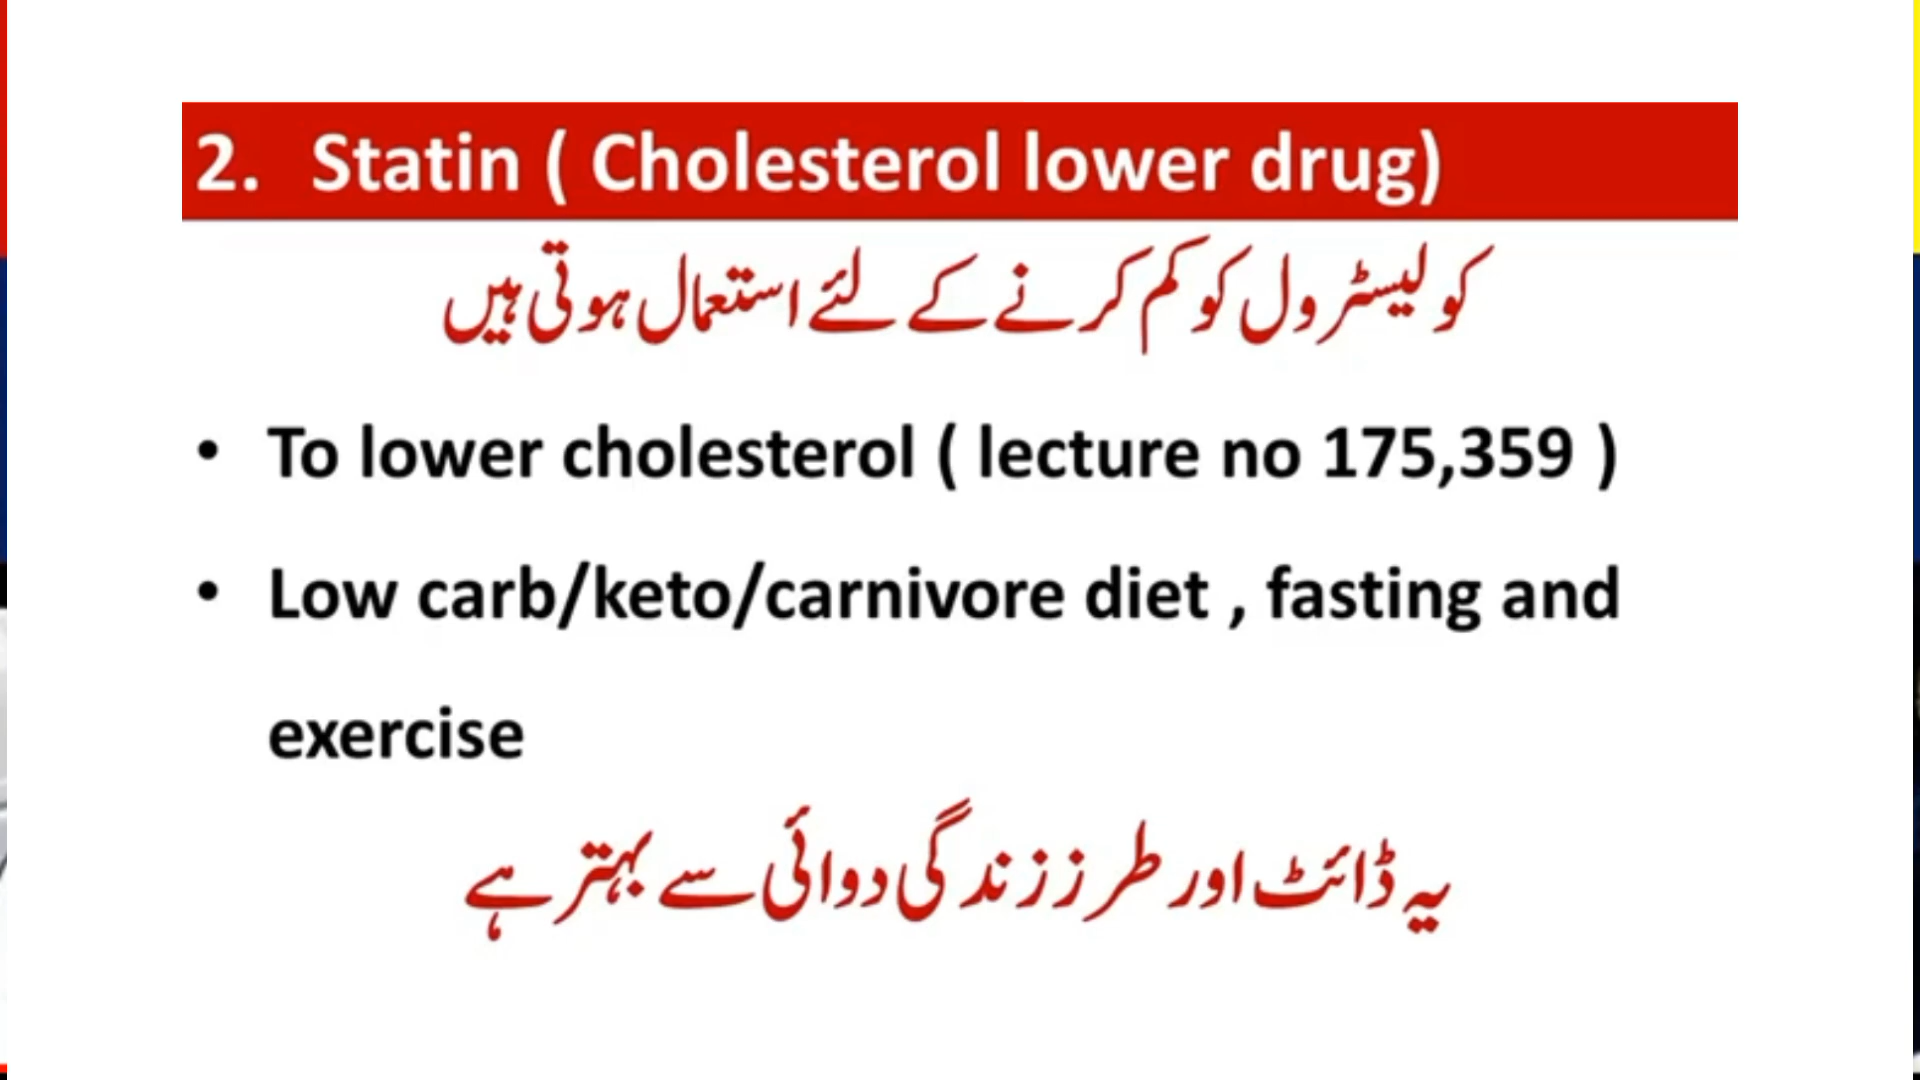 2. Statin ( Cholesterol lower drug)
کولیسٹرول کو کم کرنے کے لئے استعمال ہوتی ہیں
• To lower cholesterol ( lecture no 175,359 )
• Low carb/keto/carnivore diet , fasting and
exercise
یہ ڈائٹ اور طرز زندگی دوائی سے بہتر ہے